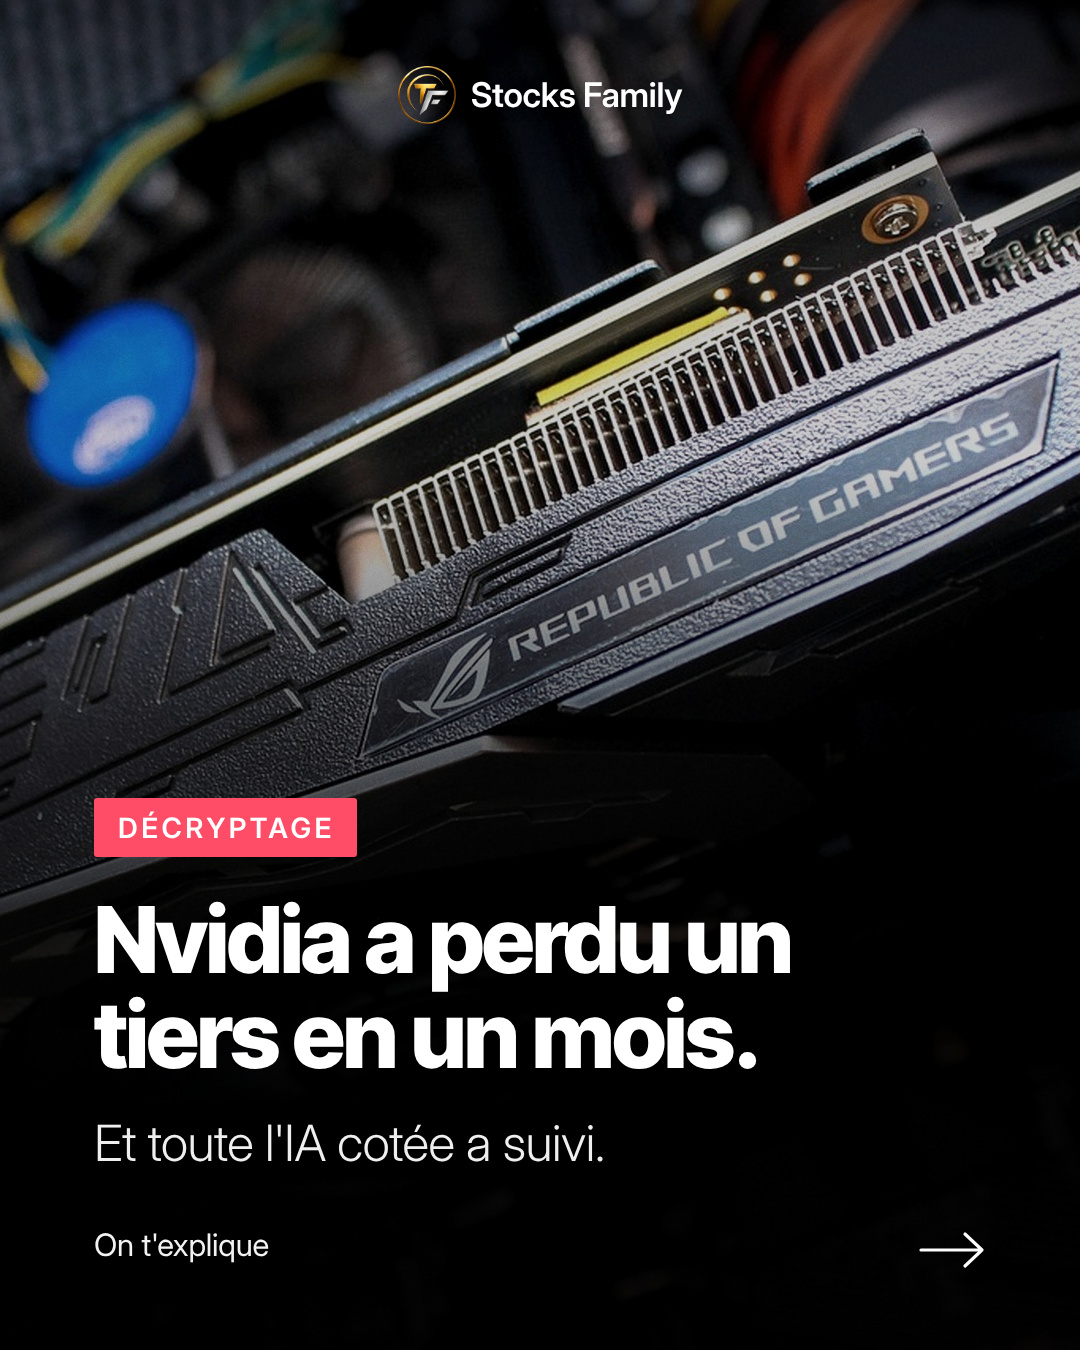 Stocks Family
REPUBLIC OF GAMERS
DÉCRYPTAGE
Nvidia a perdu un
tiers en un mois.
Et toute l'IA cotée a suivi.
On t'explique